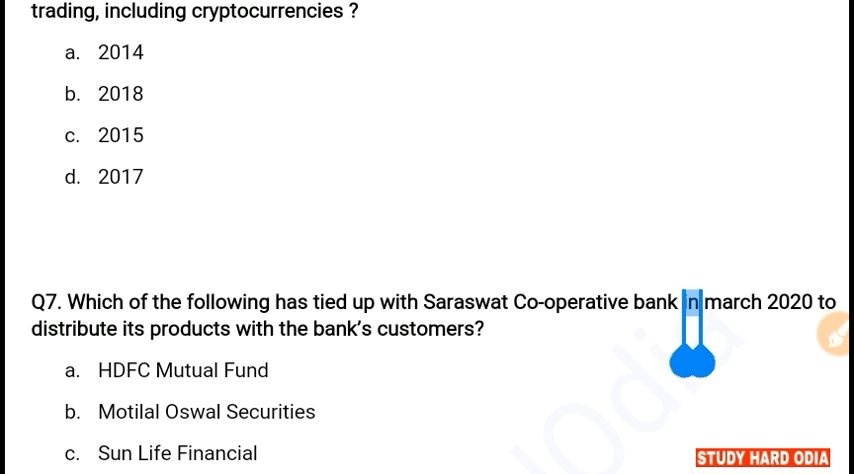 trading, including cryptocurrencies ?
a. 2014
b. 2018
c. 2015
d. 2017
Q7. Which of the following has tied up with Saraswat Co-operative bank in march 2020 to
distribute its products with the bank's customers?
a. HDFC Mutual Fund
b. Motilal Oswal Securities
c. Sun Life Financial
STUDY HARD ODIA